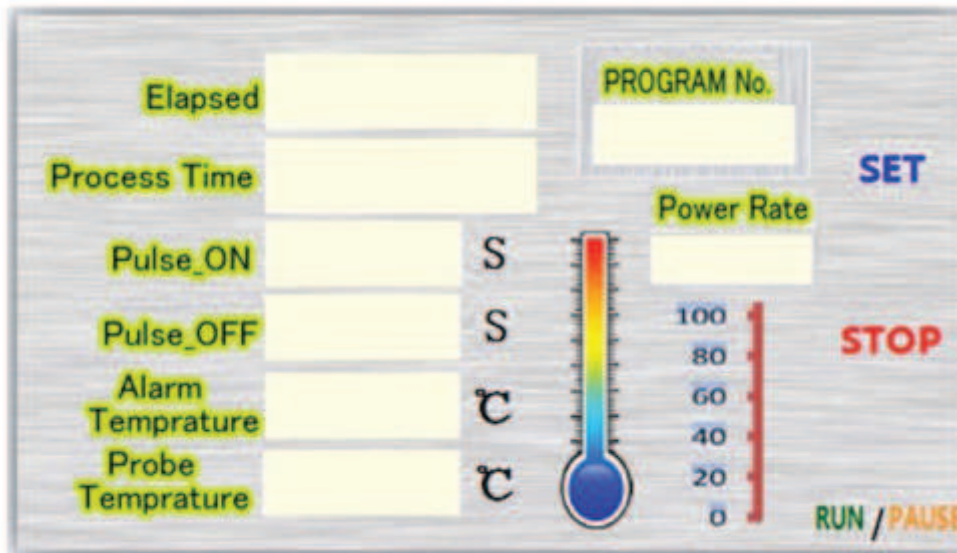 Elapsed
PROGRAM No.
Process Time
SET
Power Rate
Pulse_ON
S
Pulse_OFF
S
100
80
60
40
20
0
STOP
Alarm
Temprature
℃
Probe
Temprature
℃
RUN / PAUSE